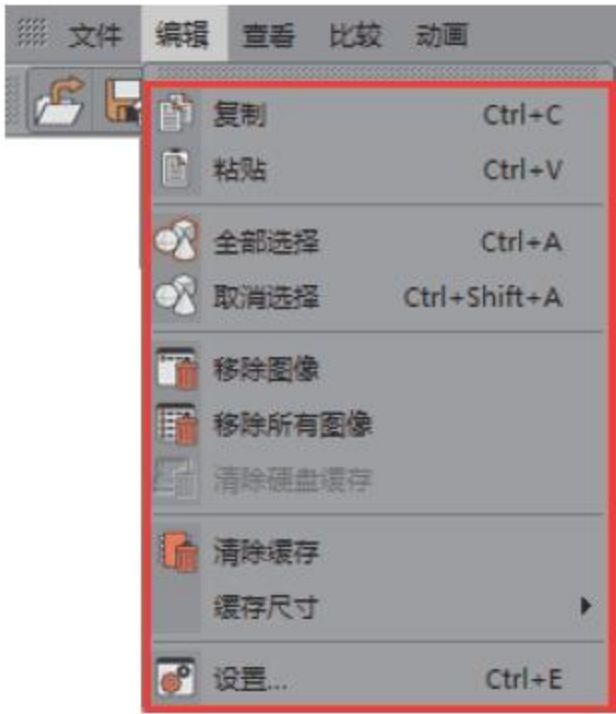 文件 编辑 查看 比较 动画
复制 Ctrl+C
粘贴 Ctrl+V
全部选择 Ctrl+A
取消选择 Ctrl+Shift+A
移除图像
移除所有图像
清除硬盘缓存
清除缓存
缓存尺寸
设置... Ctrl+E